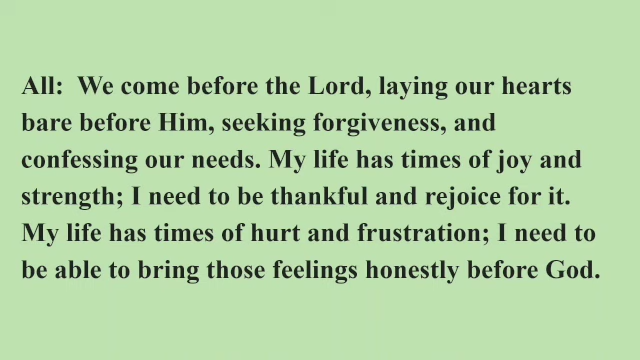 All:  We come before the Lord, laying our hearts
bare before Him, seeking forgiveness, and
confessing our needs. My life has times of joy and
strength; I need to be thankful and rejoice for it.
My life has times of hurt and frustration; I need to
be able to bring those feelings honestly before God.